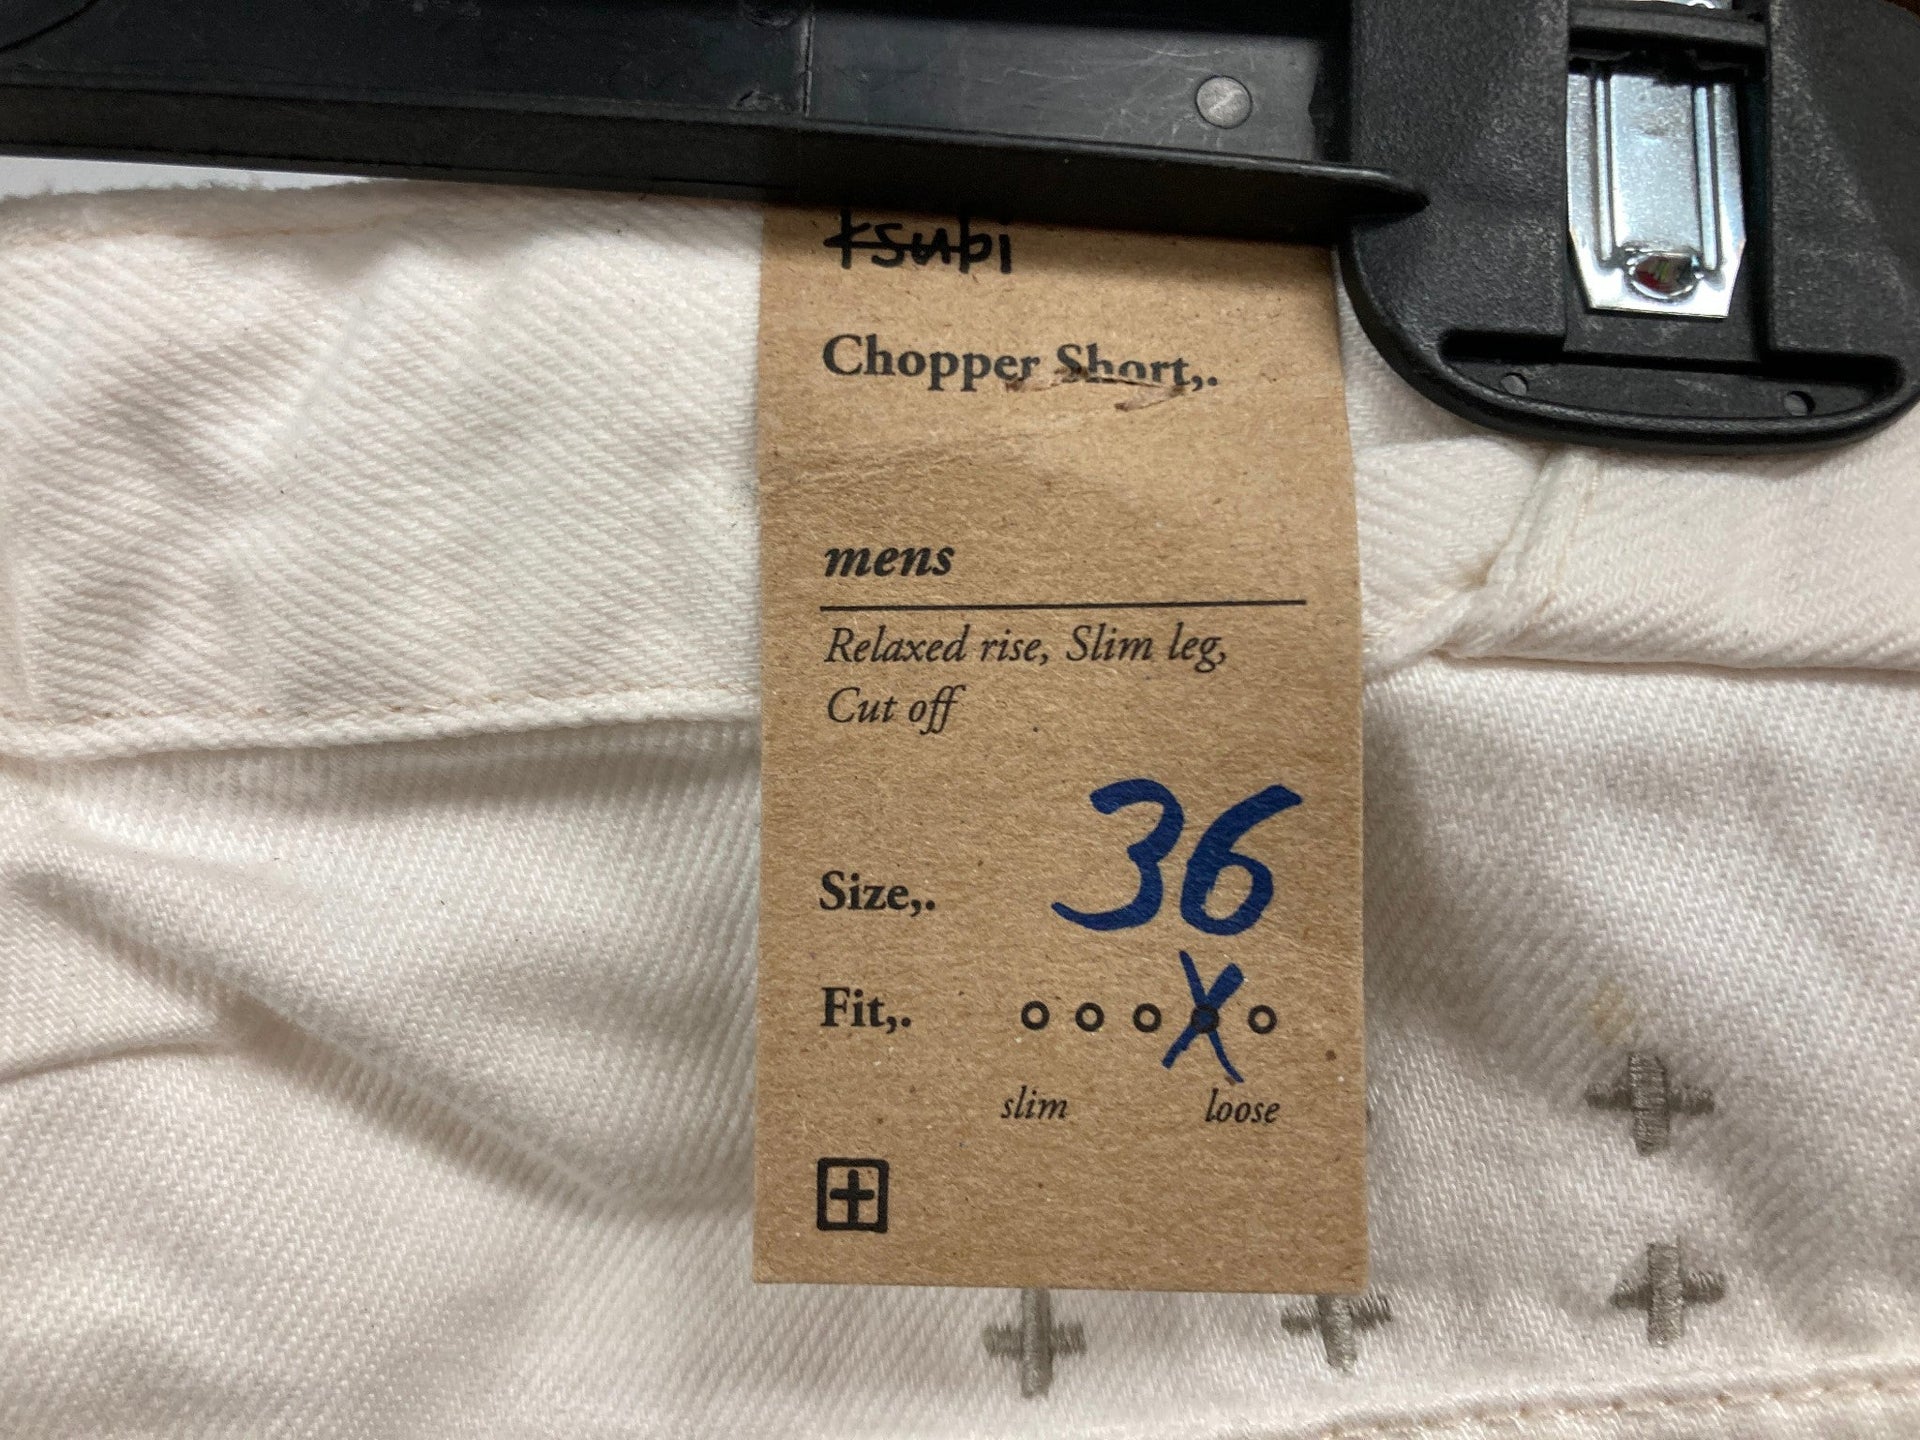 ksubi
Chopper Short,.
mens
Relaxed rise, Slim leg,
Cut off
36
Size,.
Fit,. X
slim loose